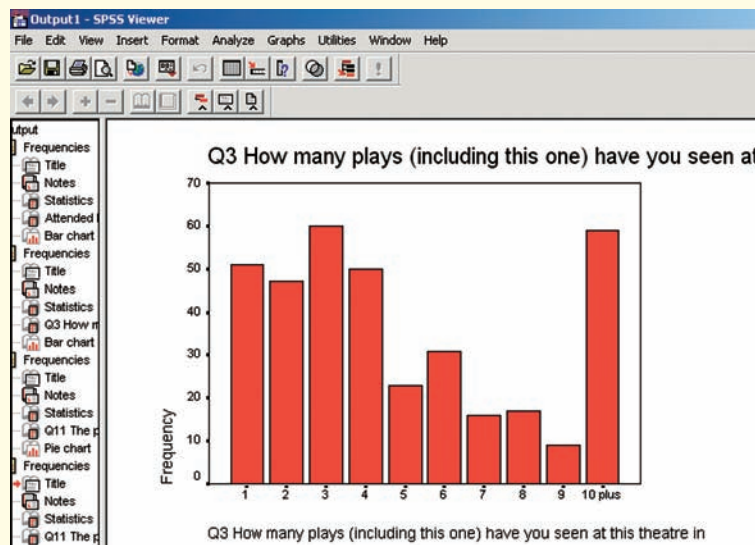 Output1 - SPSS Viewer
File Edit View Insert Format Analyze Graphs Utilities Window Help
utput
Frequencies
Title
Notes
Statistics
Attended
Bar chart
Frequencies
Title
Notes
Statistics
Q3 How
Bar chart
Frequencies
Title
Notes
Statistics
Q11 The p
Pie chart
Frequencies
Title
Notes
Statistics
Q11 The p
Q3 How many plays (including this one) have you seen at
70
60
50
40
30
20
10
0
Frequency
1 2 3 4 5 6 7 8 9 10 plus
Q3 How many plays (including this one) have you seen at this theatre in